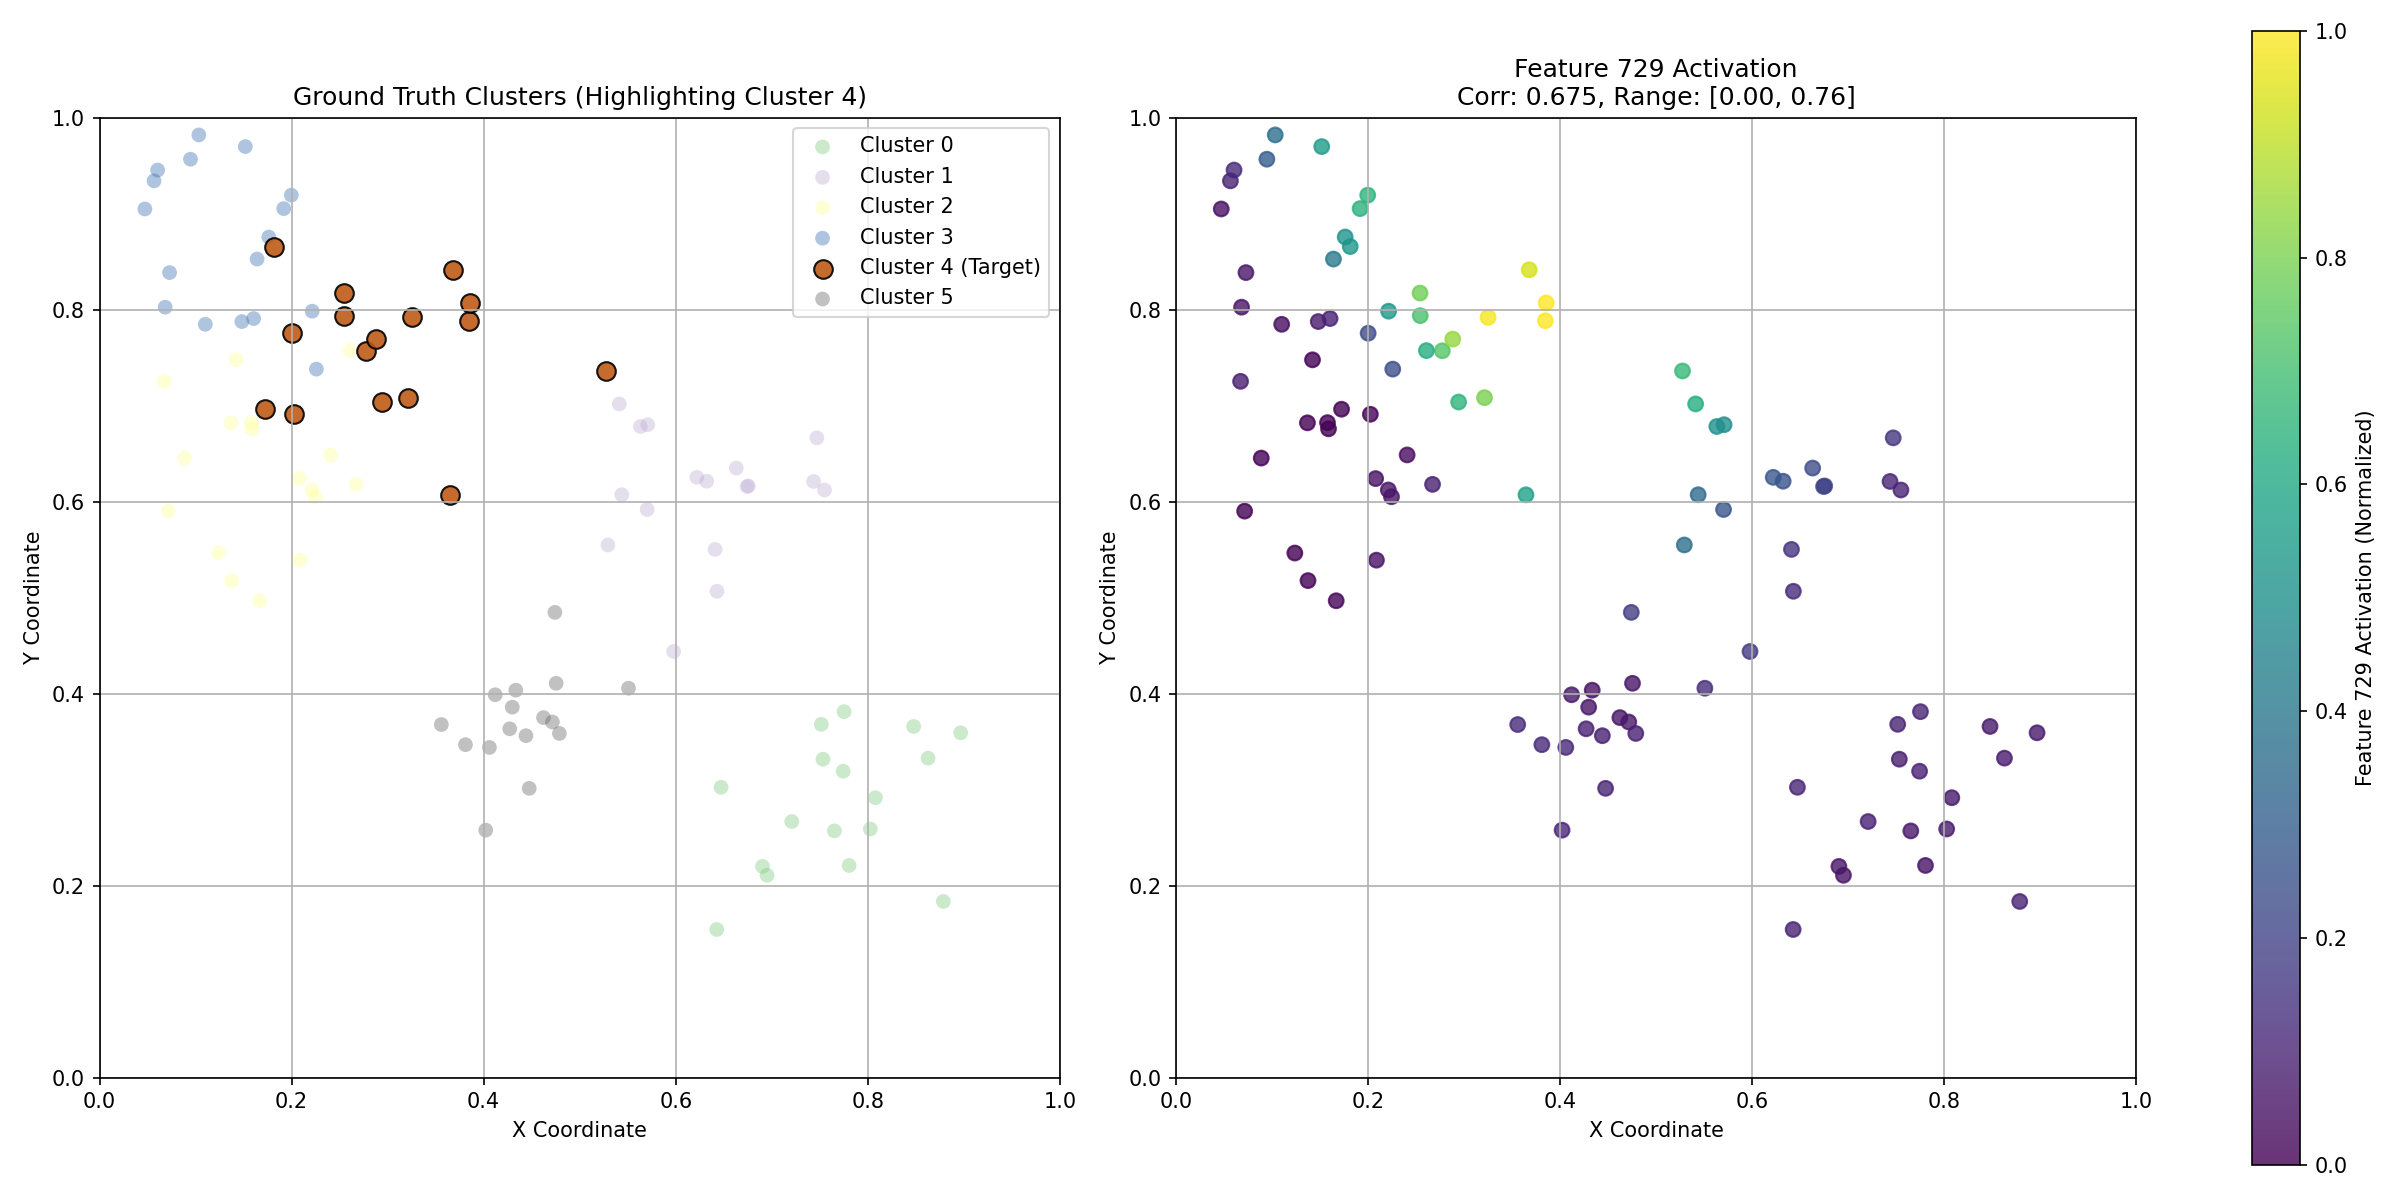 Ground Truth Clusters (Highlighting Cluster 4)
1.0
0.8
0.6
0.4
0.2
0.0
Y Coordinate
0.0 0.2 0.4 0.6 0.8 1.0
X Coordinate
Cluster 0
Cluster 1
Cluster 2
Cluster 3
Cluster 4 (Target)
Cluster 5
Feature 729 Activation
Corr: 0.675, Range: [0.00, 0.76]
1.0
0.8
0.6
0.4
0.2
0.0
Y Coordinate
0.0 0.2 0.4 0.6 0.8 1.0
X Coordinate
1.0
0.8
0.6
0.4
0.2
0.0
Feature 729 Activation (Normalized)